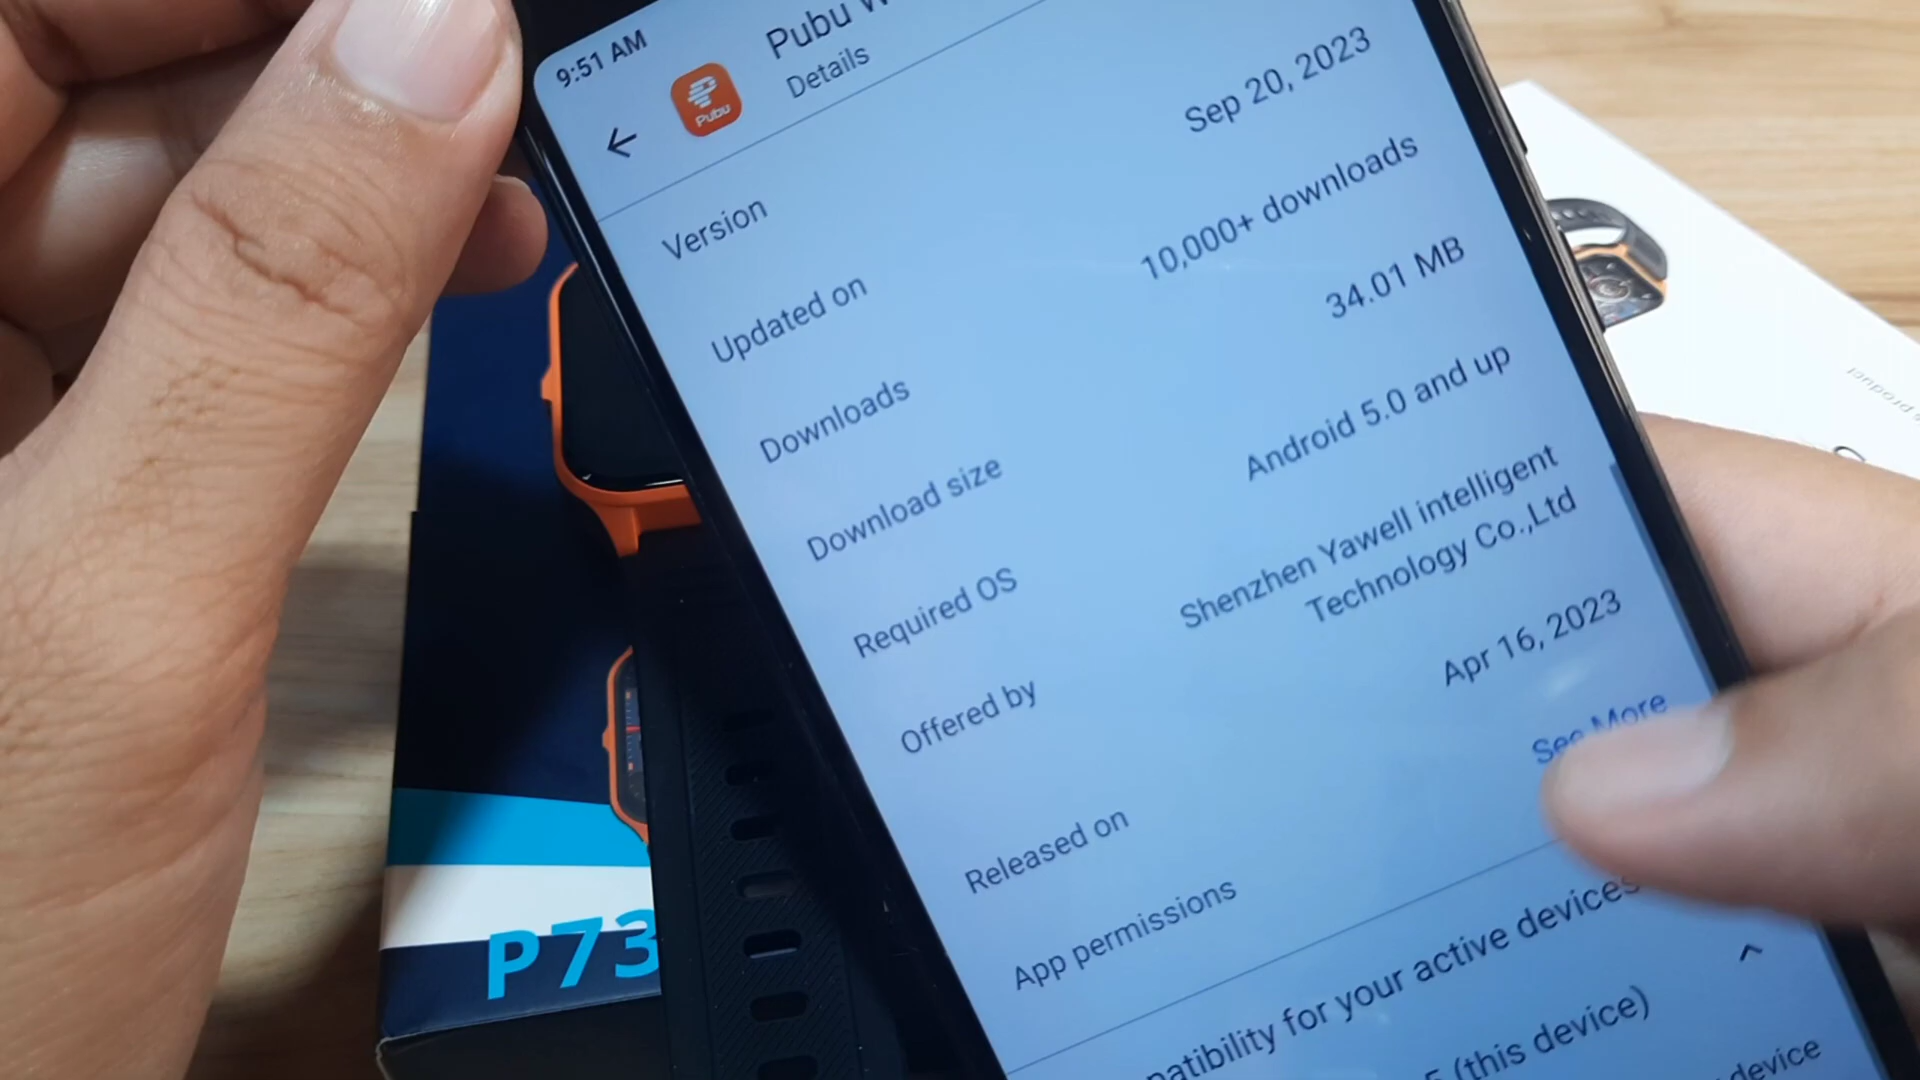 9:51 AM
Pubu
Pubu
Details
Version
Updated on Sep 20, 2023
Downloads 10,000+ downloads
Download size 34.01 MB
Required OS Android 5.0 and up
Offered by Shenzhen Yawell intelligent
Technology Co.,Ltd
Released on Apr 16, 2023
App permissions See More
for your active devices
(this device)
device
P73
product